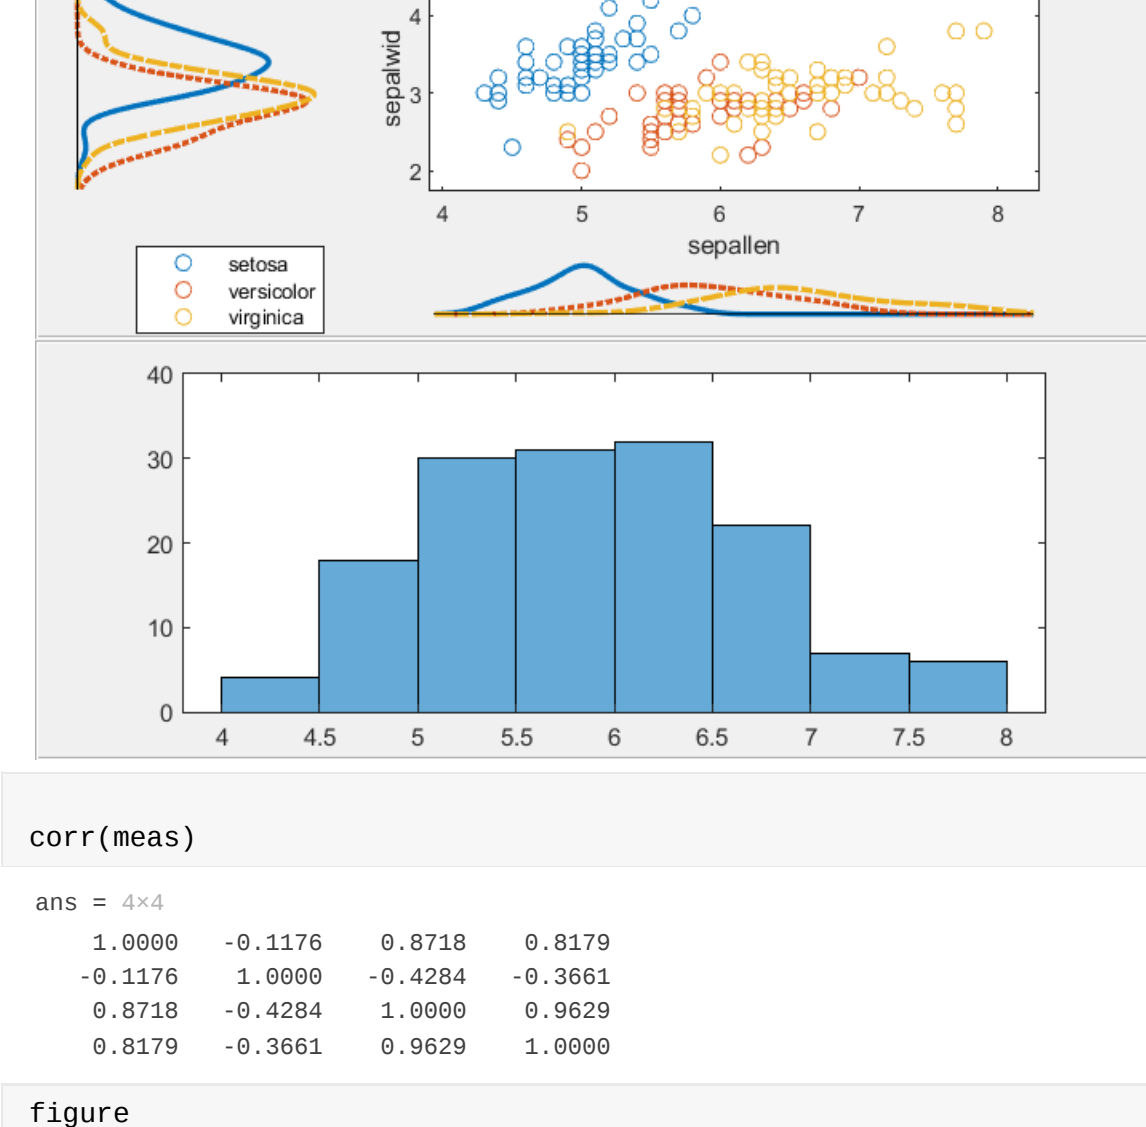 4
3
2
sepalwid
4 5 6 7 8
sepallen
setosa
versicolor
virginica
40
30
20
10
0
4 4.5 5 5.5 6 6.5 7 7.5 8
corr(meas)
ans = 4×4
1.0000 -0.1176 0.8718 0.8179
-0.1176 1.0000 -0.4284 -0.3661
0.8718 -0.4284 1.0000 0.9629
0.8179 -0.3661 0.9629 1.0000
figure